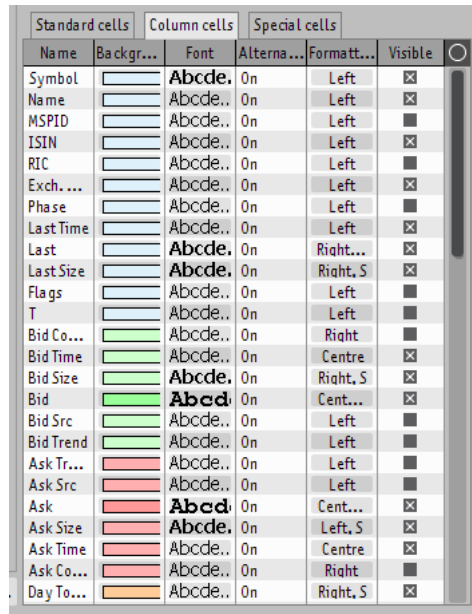 Standard cells Column cells Special cells
Name Backgr... Font Alterna... Formatt... Visible
Symbol Abcde. On Left
Name Abcde.. On Left
MSPID Abcde.. On Left
ISIN Abcde.. On Left
RIC Abcde.. On Left
Exch. ... Abcde.. On Left
Phase Abcde.. On Left
Last Time Abcde.. On Left
Last Abcde. On Right...
Last Size Abcde. On Right, S
Flags Abcde.. On Left
T Abcde.. On Left
Bid Co... Abcde.. On Right
Bid Time Abcde.. On Centre
Bid Size Abcde. On Right, S
Bid Abcd On Cent...
Bid Src Abcde.. On Left
Bid Trend Abcde.. On Left
Ask Tr... Abcde.. On Left
Ask Src Abcde.. On Left
Ask Abcd On Cent...
Ask Size Abcde. On Left, S
Ask Time Abcde.. On Centre
Ask Co... Abcde.. On Right
Day To... Abcde.. On Right, S